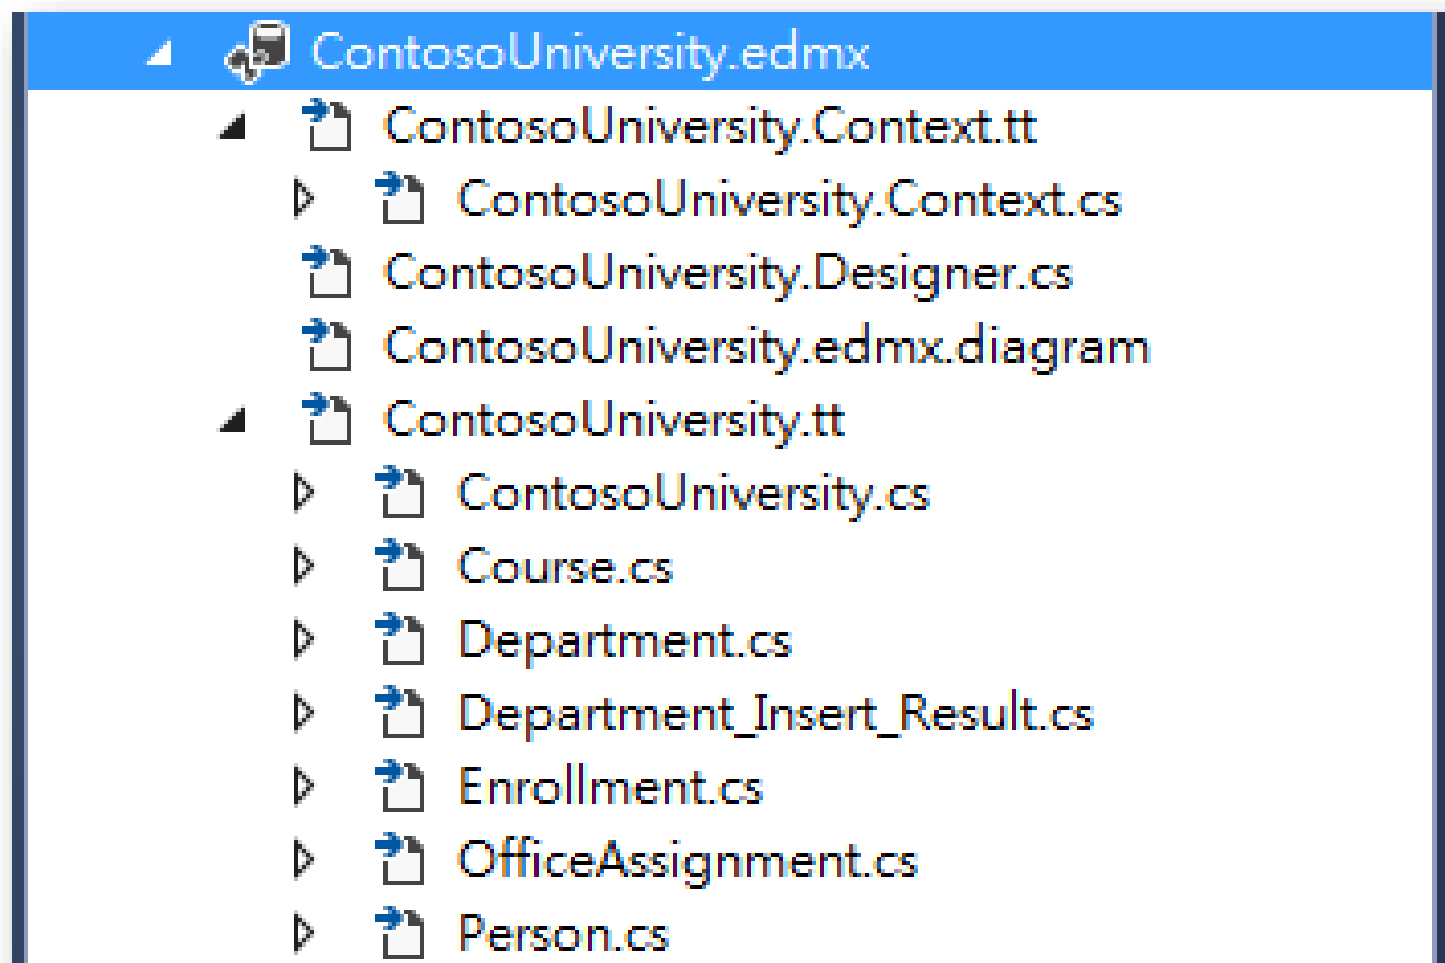 ContosoUniversity.edmx
ContosoUniversity.Context.tt
ContosoUniversity.Context.cs
ContosoUniversity.Designer.cs
ContosoUniversity.edmx.diagram
ContosoUniversity.tt
ContosoUniversity.cs
Course.cs
Department.cs
Department_Insert_Result.cs
Enrollment.cs
OfficeAssignment.cs
Person.cs